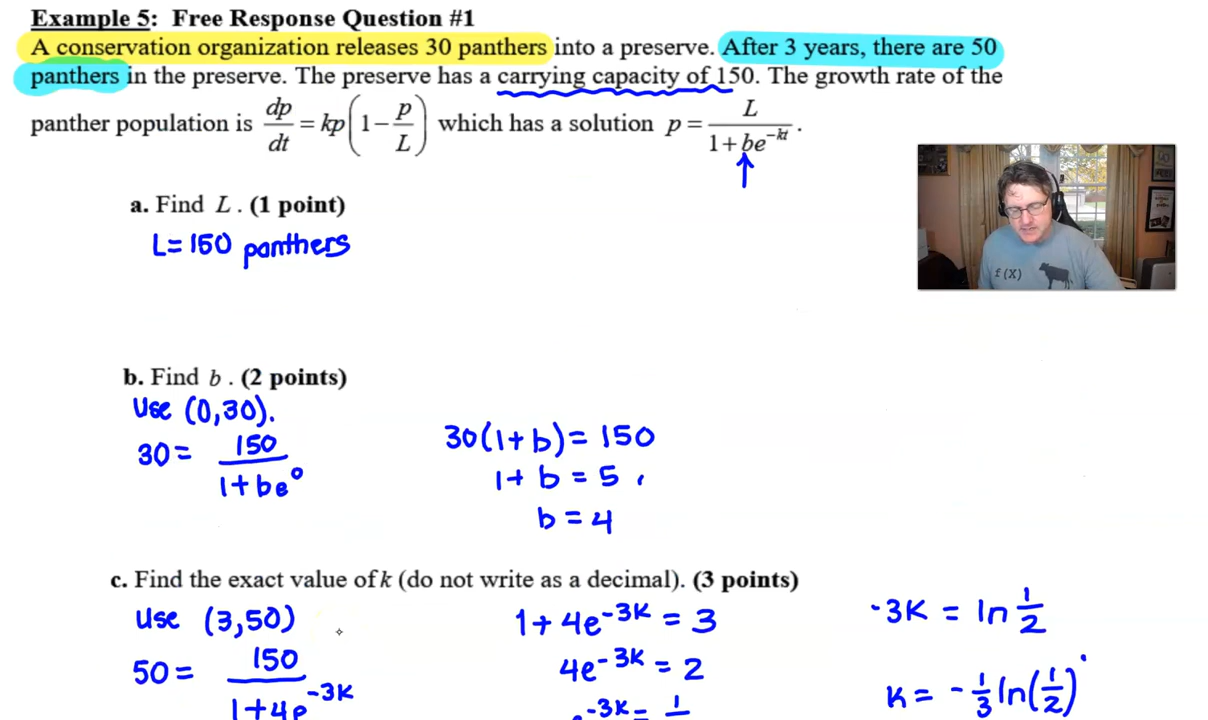 Example 5: Free Response Question #1
A conservation organization releases 30 panthers into a preserve. After 3 years, there are 50
panthers in the preserve. The preserve has a carrying capacity of 150. The growth rate of the
panther population is dp/dt = kp(1 − p/L) which has a solution p = L/(1 + be^(−kt)).
a. Find L. (1 point)
L = 150 panthers
f(X)
b. Find b. (2 points)
Use (0,30).
30 = 150/(1 + be^0)
30(1 + b) = 150
1 + b = 5
b = 4
c. Find the exact value of k (do not write as a decimal). (3 points)
Use (3,50)
50 = 150/(1 + 4e^(−3K))
1 + 4e^(−3K) = 3
4e^(−3K) = 2
e^(−3K) = 1
-3K = ln 1/2
K = −1/3 ln(1/2)